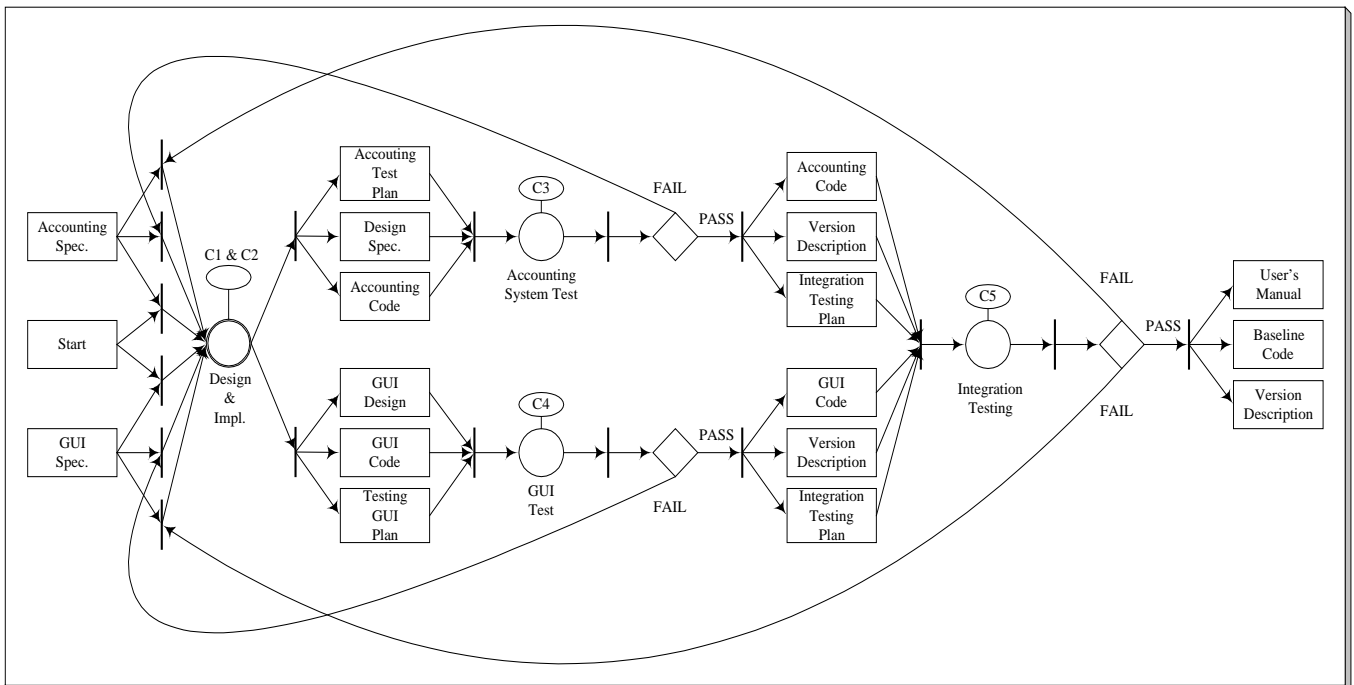 Accounting
Spec.
Start
GUI
Spec.
C1 & C2
Design
&
Impl.
Accouting
Test
Plan
Design
Spec.
Accounting
Code
GUI
Design
GUI
Code
Testing
GUI
Plan
C3
Accounting
System Test
C4
GUI
Test
FAIL
PASS
PASS
FAIL
Accounting
Code
Version
Description
Integration
Testing
Plan
GUI
Code
Version
Description
Integration
Testing
Plan
C5
Integration
Testing
FAIL
PASS
FAIL
User's
Manual
Baseline
Code
Version
Description